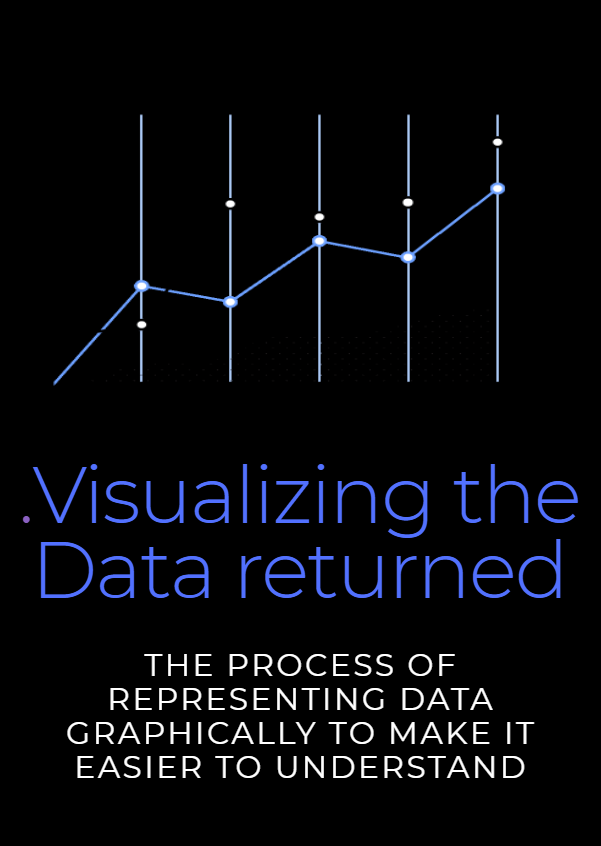 .Visualizing the
Data returned
THE PROCESS OF
REPRESENTING DATA
GRAPHICALLY TO MAKE IT
EASIER TO UNDERSTAND